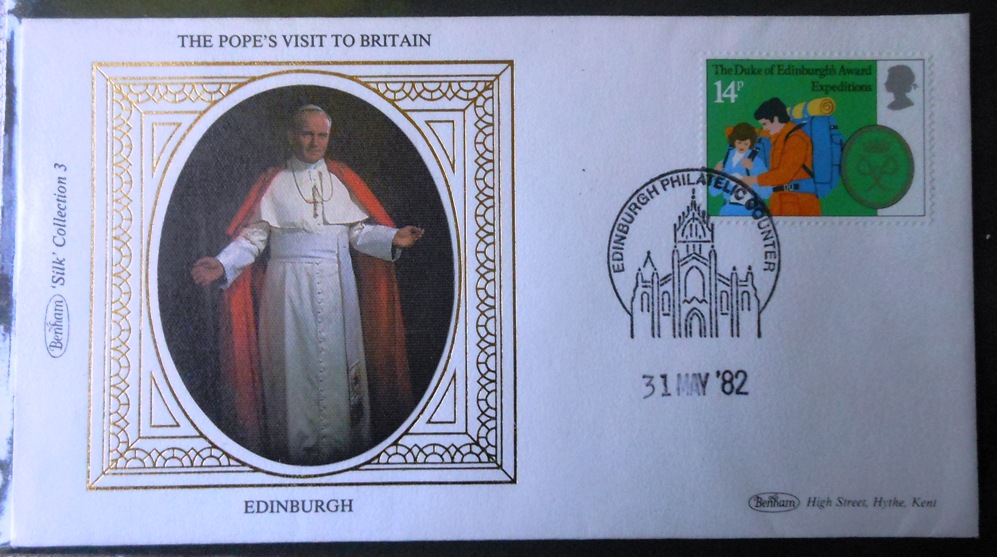 THE POPE'S VISIT TO BRITAIN
Benham 'Silk' Collection 3
EDINBURGH
The Duke of Edinburgh's Award
Expeditions
14P
EDINBURGH PHILATELIC COUNTER
31 MAY '82
Benham High Street, Hythe, Kent